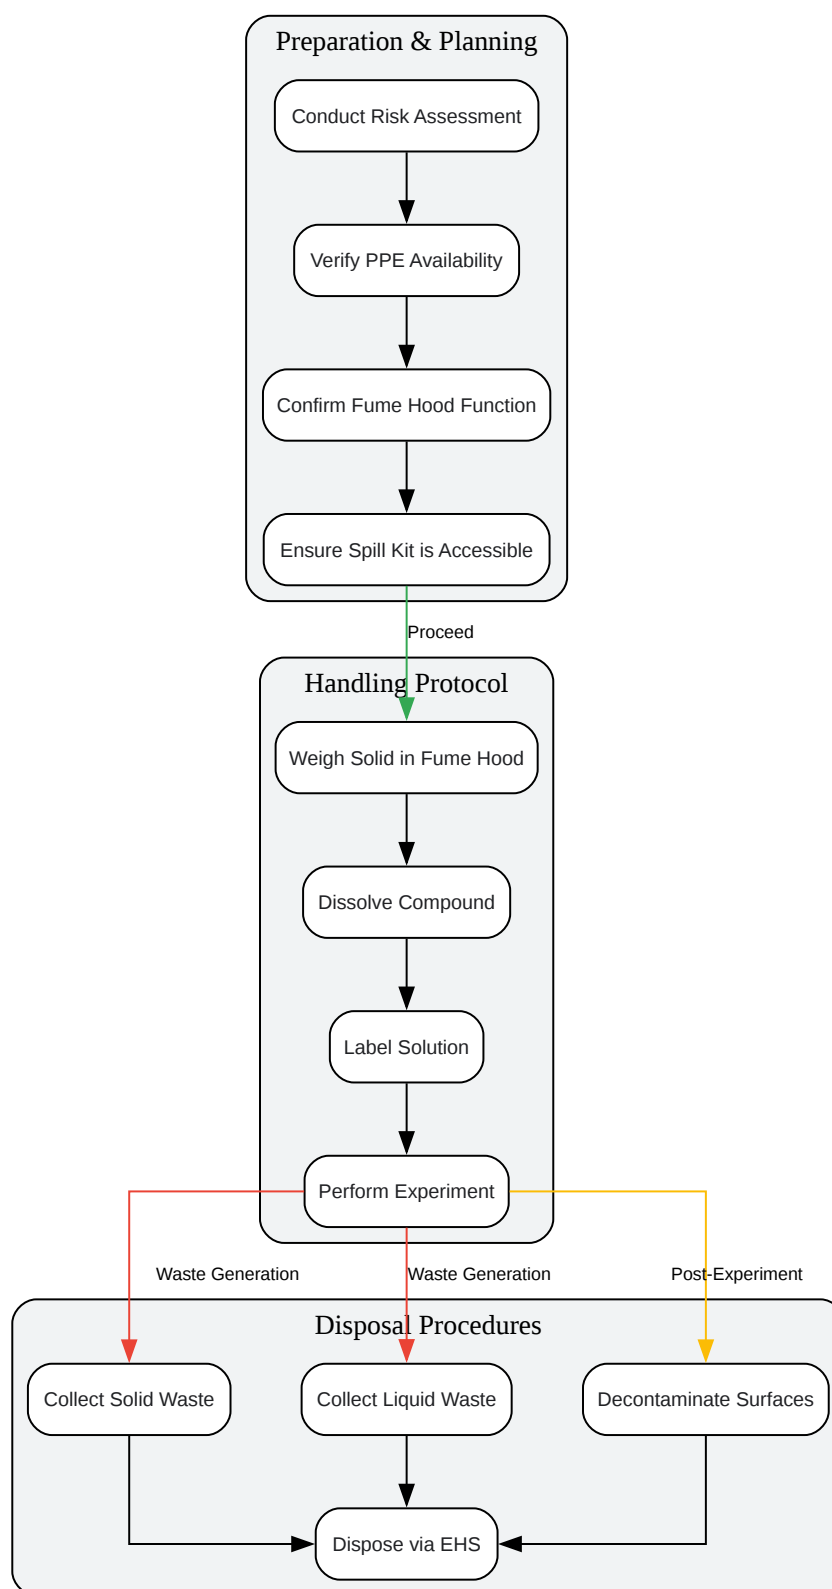 Preparation & Planning
Conduct Risk Assessment
Verify PPE Availability
Confirm Fume Hood Function
Ensure Spill Kit is Accessible
Proceed
Handling Protocol
Weigh Solid in Fume Hood
Dissolve Compound
Label Solution
Perform Experiment
Waste Generation
Waste Generation
Post-Experiment
Disposal Procedures
Collect Solid Waste
Collect Liquid Waste
Decontaminate Surfaces
Dispose via EHS